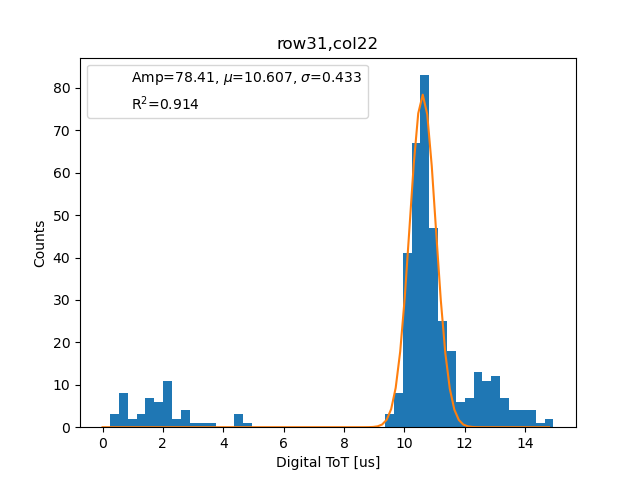 row31,col22
Amp=78.41, μ=10.607, σ=0.433
R²=0.914
Counts
80
70
60
50
40
30
20
10
0
0 2 4 6 8 10 12 14
Digital ToT [us]